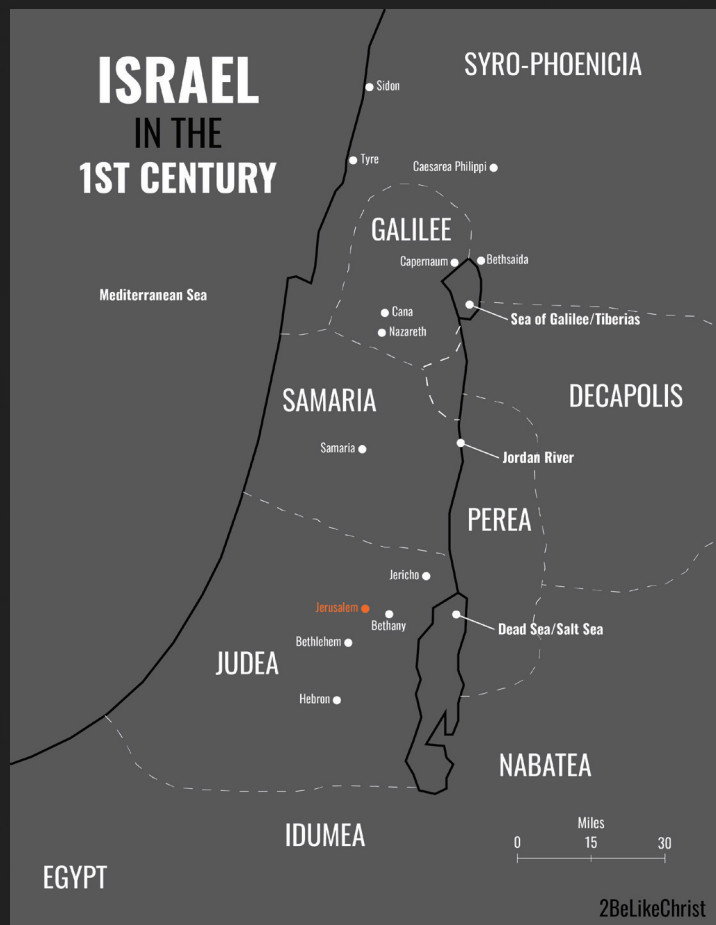 ISRAEL
IN THE
1ST CENTURY
SYRO-PHOENICIA
Sidon
Tyre
Caesarea Philippi
GALILEE
Capernaum
Bethsaida
Mediterranean Sea
Cana
Sea of Galilee/Tiberias
Nazareth
SAMARIA
DECAPOLIS
Samaria
Jordan River
PEREA
Jericho
Jerusalem
Bethany
Dead Sea/Salt Sea
Bethlehem
JUDEA
Hebron
NABATEA
IDUMEA
Miles
0 15 30
EGYPT
2BeLikeChrist